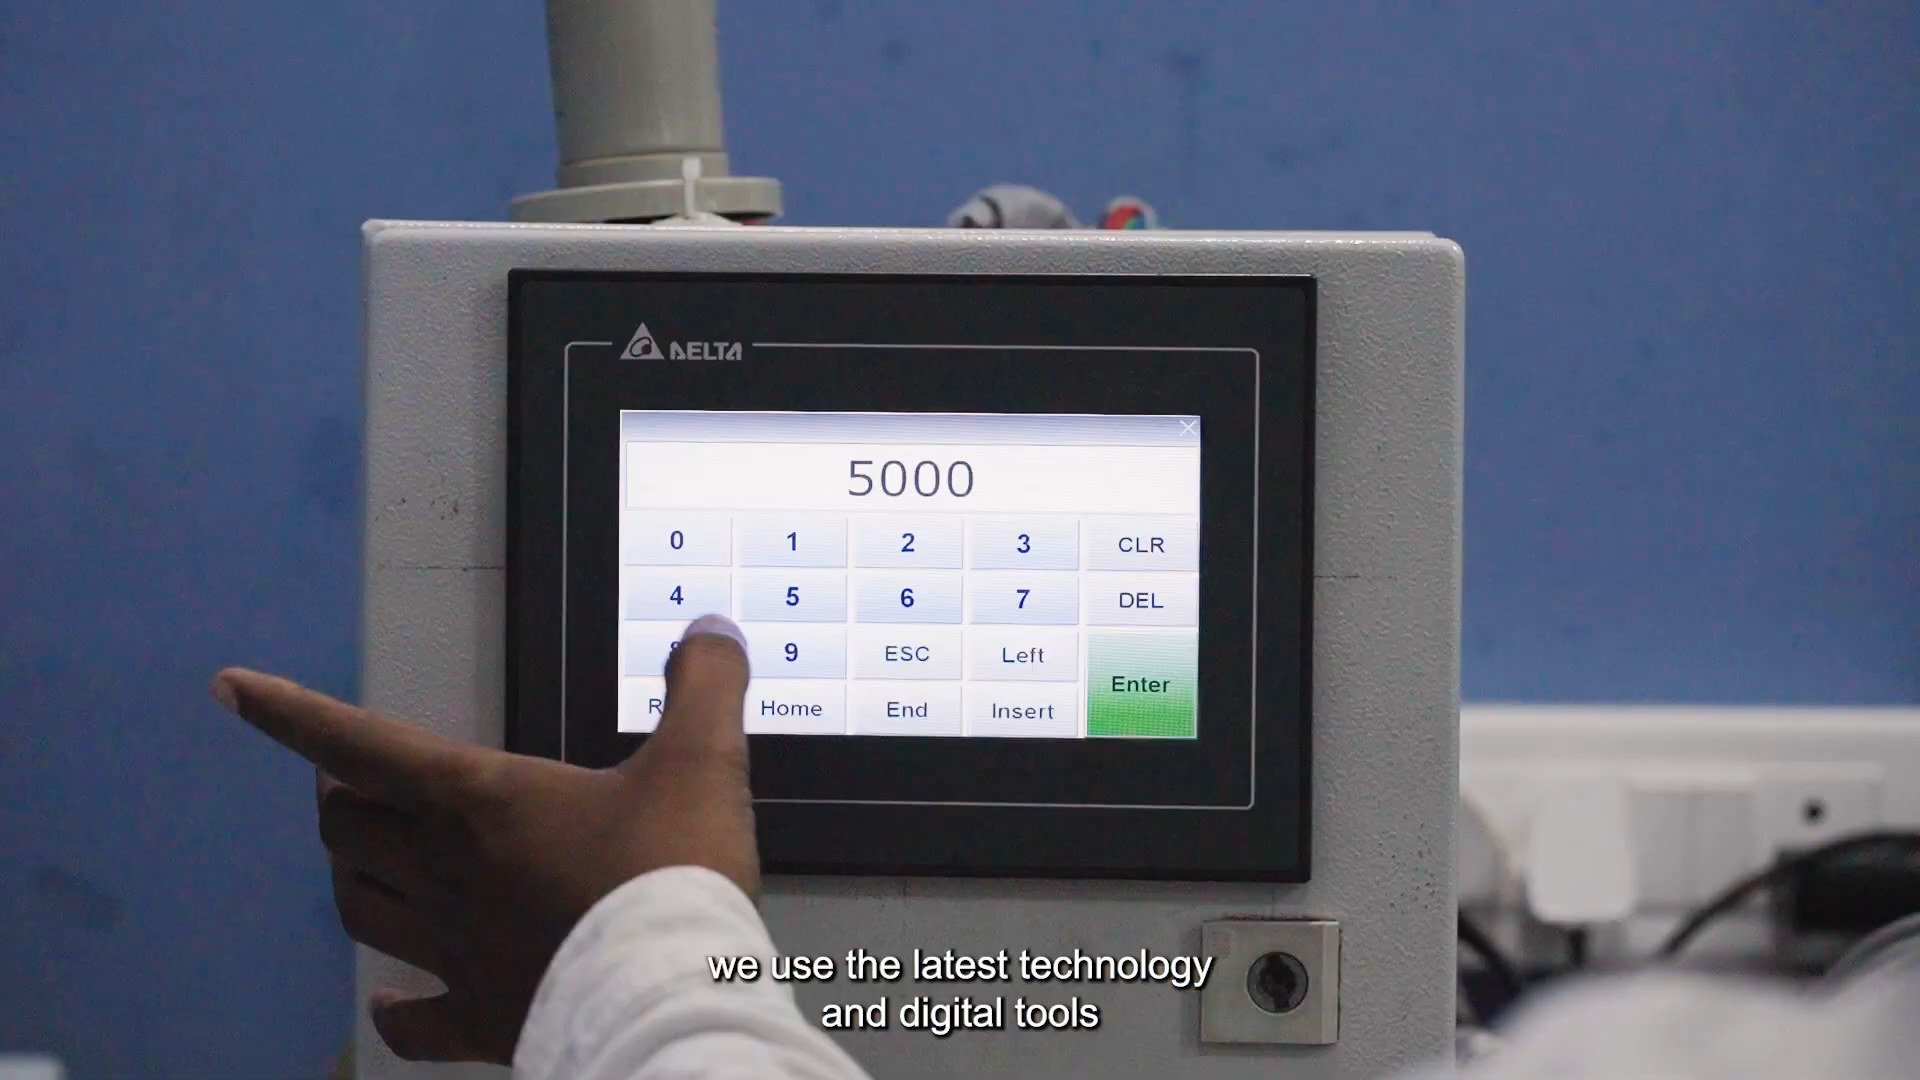 DELTA
5000
0 1 2 3 CLR
4 5 6 7 DEL
9 ESC Left
Enter
Home End Insert
we use the latest technology
and digital tools